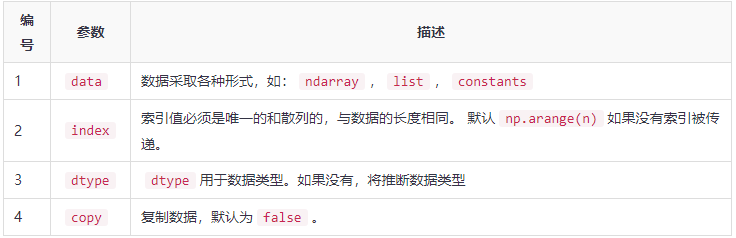 编号 参数 描述
1 data 数据采取各种形式，如： ndarray ， list ， constants
2 index 索引值必须是唯一的和散列的，与数据的长度相同。 默认 np.arange(n) 如果没有索引被传
递。
3 dtype dtype 用于数据类型。如果没有，将推断数据类型
4 copy 复制数据，默认为 false 。